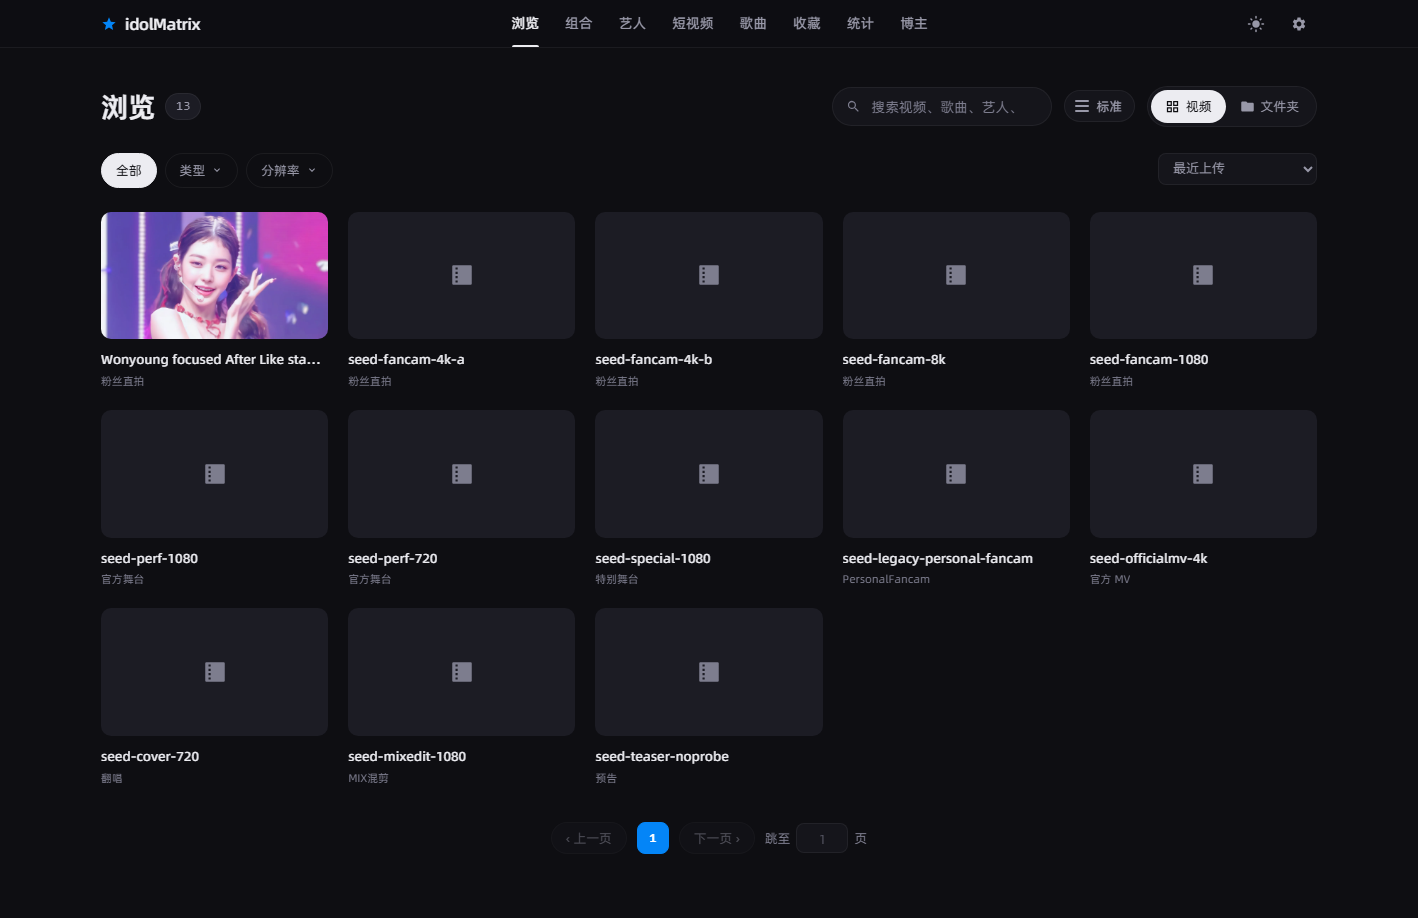 idolMatrix
浏览 组合 艺人 短视频 歌曲 收藏 统计 博主
浏览 13
搜索视频、歌曲、艺人、
标准
视频 文件夹
全部 类型 分辨率
最近上传
Wonyoung focused After Like sta...
粉丝直拍
seed-fancam-4k-a
粉丝直拍
seed-fancam-4k-b
粉丝直拍
seed-fancam-8k
粉丝直拍
seed-fancam-1080
粉丝直拍
seed-perf-1080
官方舞台
seed-perf-720
官方舞台
seed-special-1080
特别舞台
seed-legacy-personal-fancam
PersonalFancam
seed-officialmv-4k
官方 MV
seed-cover-720
翻唱
seed-mixedit-1080
MIX混剪
seed-teaser-noprobe
预告
‹ 上一页 1 下一页 › 跳至 1 页